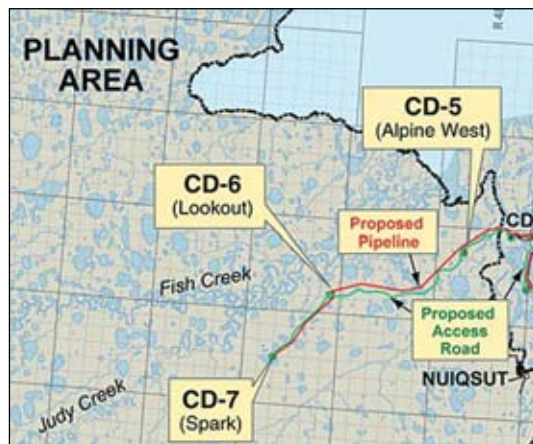 PLANNING
AREA
CD-5
(Alpine West)
CD-6
(Lookout)
CD
Proposed
Pipeline
Fish Creek
Proposed
Access
Road
NUIQSUT
CD-7
(Spark)
Judy Creek